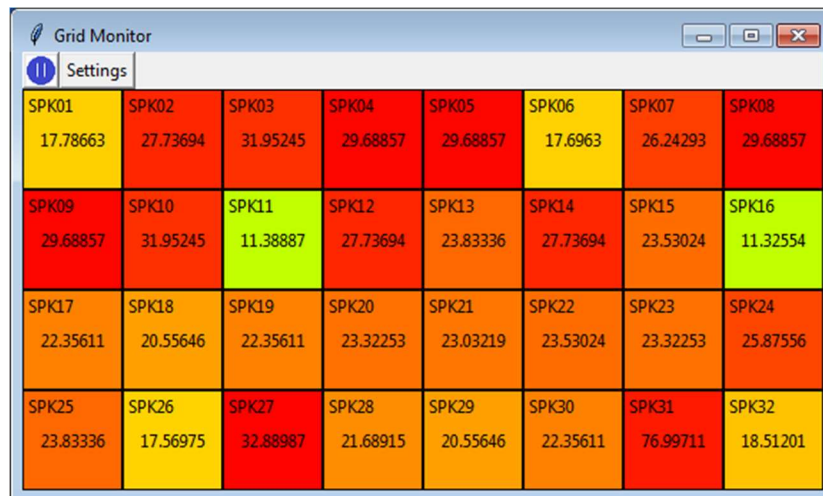 Grid Monitor
Settings
SPK01 SPK02 SPK03 SPK04 SPK05 SPK06 SPK07 SPK08
17.78663 27.73694 31.95245 29.68857 29.68857 17.6963 26.24293 29.68857
SPK09 SPK10 SPK11 SPK12 SPK13 SPK14 SPK15 SPK16
29.68857 31.95245 11.38887 27.73694 23.83336 27.73694 23.53024 11.32554
SPK17 SPK18 SPK19 SPK20 SPK21 SPK22 SPK23 SPK24
22.35611 20.55646 22.35611 23.32253 23.03219 23.53024 23.32253 25.87556
SPK25 SPK26 SPK27 SPK28 SPK29 SPK30 SPK31 SPK32
23.83336 17.56975 32.88987 21.68915 20.55646 22.35611 76.99711 18.51201